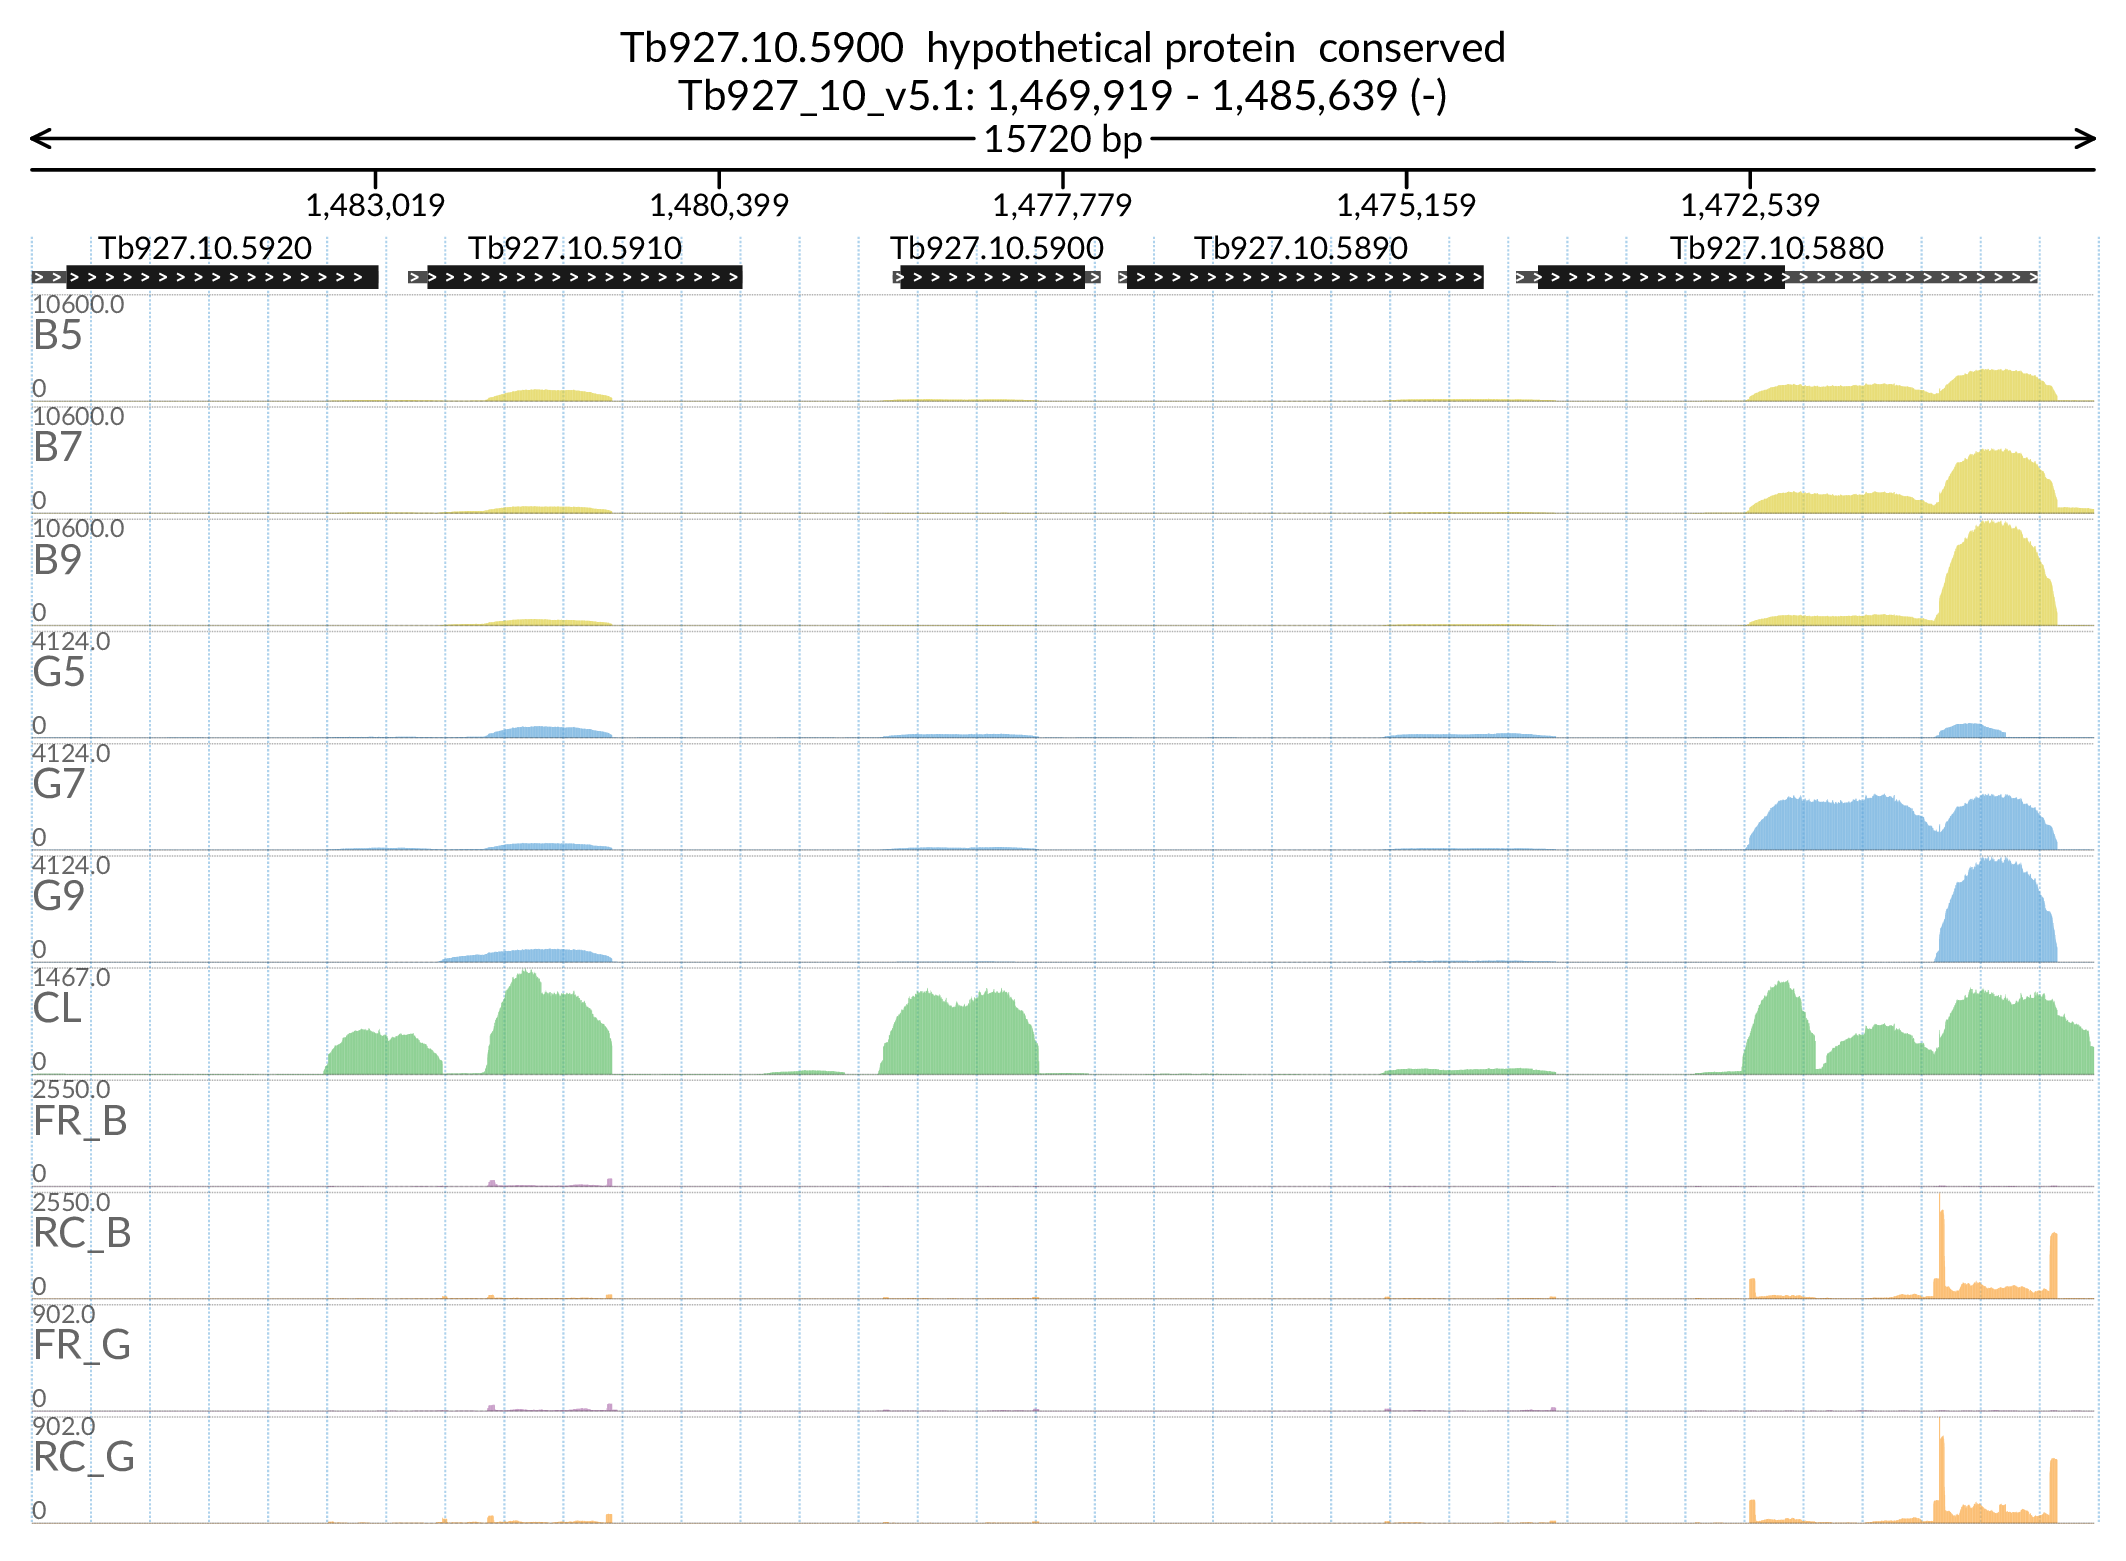 Tb927.10.5900  hypothetical protein  conserved
Tb927_10_v5.1: 1,469,919 - 1,485,639 (-)
15720 bp
1,483,019 1,480,399 1,477,779 1,475,159 1,472,539
Tb927.10.5920 Tb927.10.5910 Tb927.10.5900 Tb927.10.5890 Tb927.10.5880
10600.0
B5
0
10600.0
B7
0
10600.0
B9
0
4124.0
G5
0
4124.0
G7
0
4124.0
G9
0
1467.0
CL
0
2550.0
FR_B
0
2550.0
RC_B
0
902.0
FR_G
0
902.0
RC_G
0